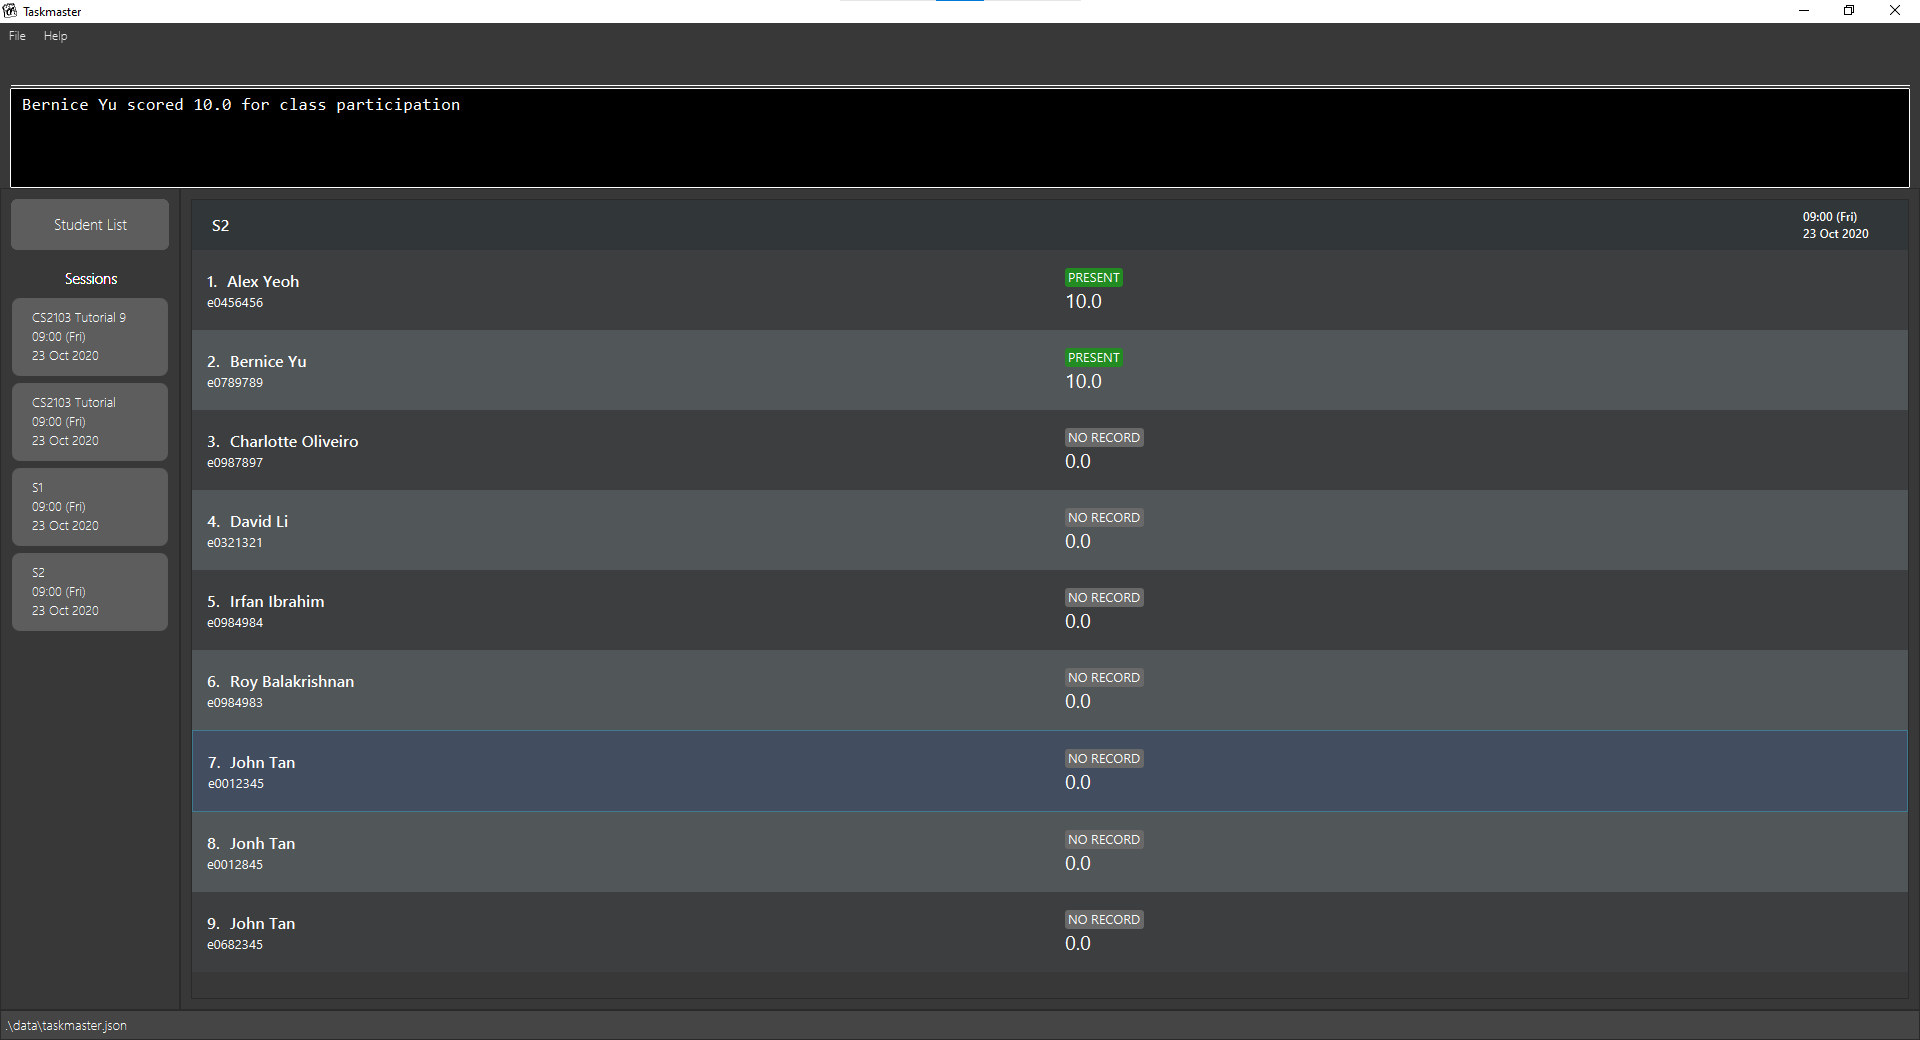 Taskmaster
File Help
Bernice Yu scored 10.0 for class participation
Student List
Sessions
CS2103 Tutorial 9
09:00 (Fri)
23 Oct 2020
CS2103 Tutorial
09:00 (Fri)
23 Oct 2020
S1
09:00 (Fri)
23 Oct 2020
S2
09:00 (Fri)
23 Oct 2020
S2
09:00 (Fri)
23 Oct 2020
1. Alex Yeoh
e0456456
PRESENT
10.0
2. Bernice Yu
e0789789
PRESENT
10.0
3. Charlotte Oliveiro
e0987897
NO RECORD
0.0
4. David Li
e0321321
NO RECORD
0.0
5. Irfan Ibrahim
e0984984
NO RECORD
0.0
6. Roy Balakrishnan
e0984983
NO RECORD
0.0
7. John Tan
e0012345
NO RECORD
0.0
8. Jonh Tan
e0012845
NO RECORD
0.0
9. John Tan
e0682345
NO RECORD
0.0
.\data\taskmaster.json